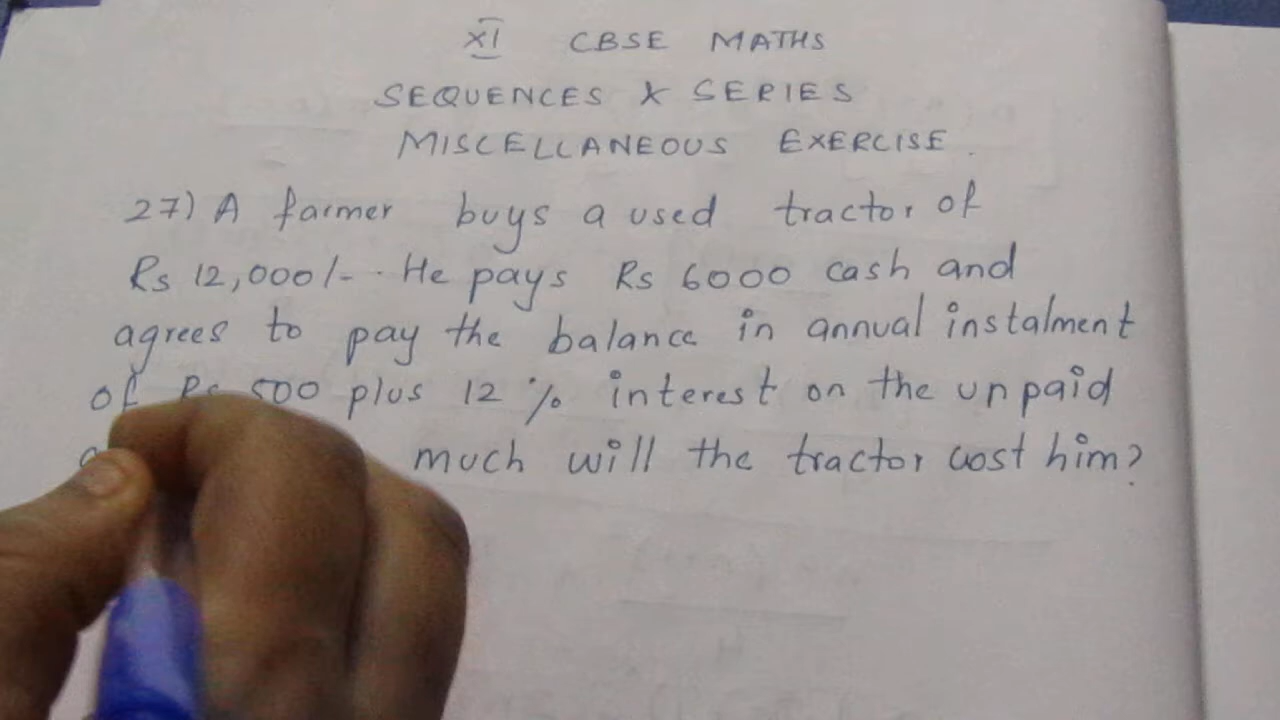 XI CBSE MATHS
SEQUENCES & SERIES
MISCELLANEOUS EXERCISE.
27) A farmer buys a used tractor of
Rs 12,000/-. He pays Rs 6000 cash and
agrees to pay the balance in annual instalment
of Rs 500 plus 12 % interest on the unpaid
much will the tractor cost him?